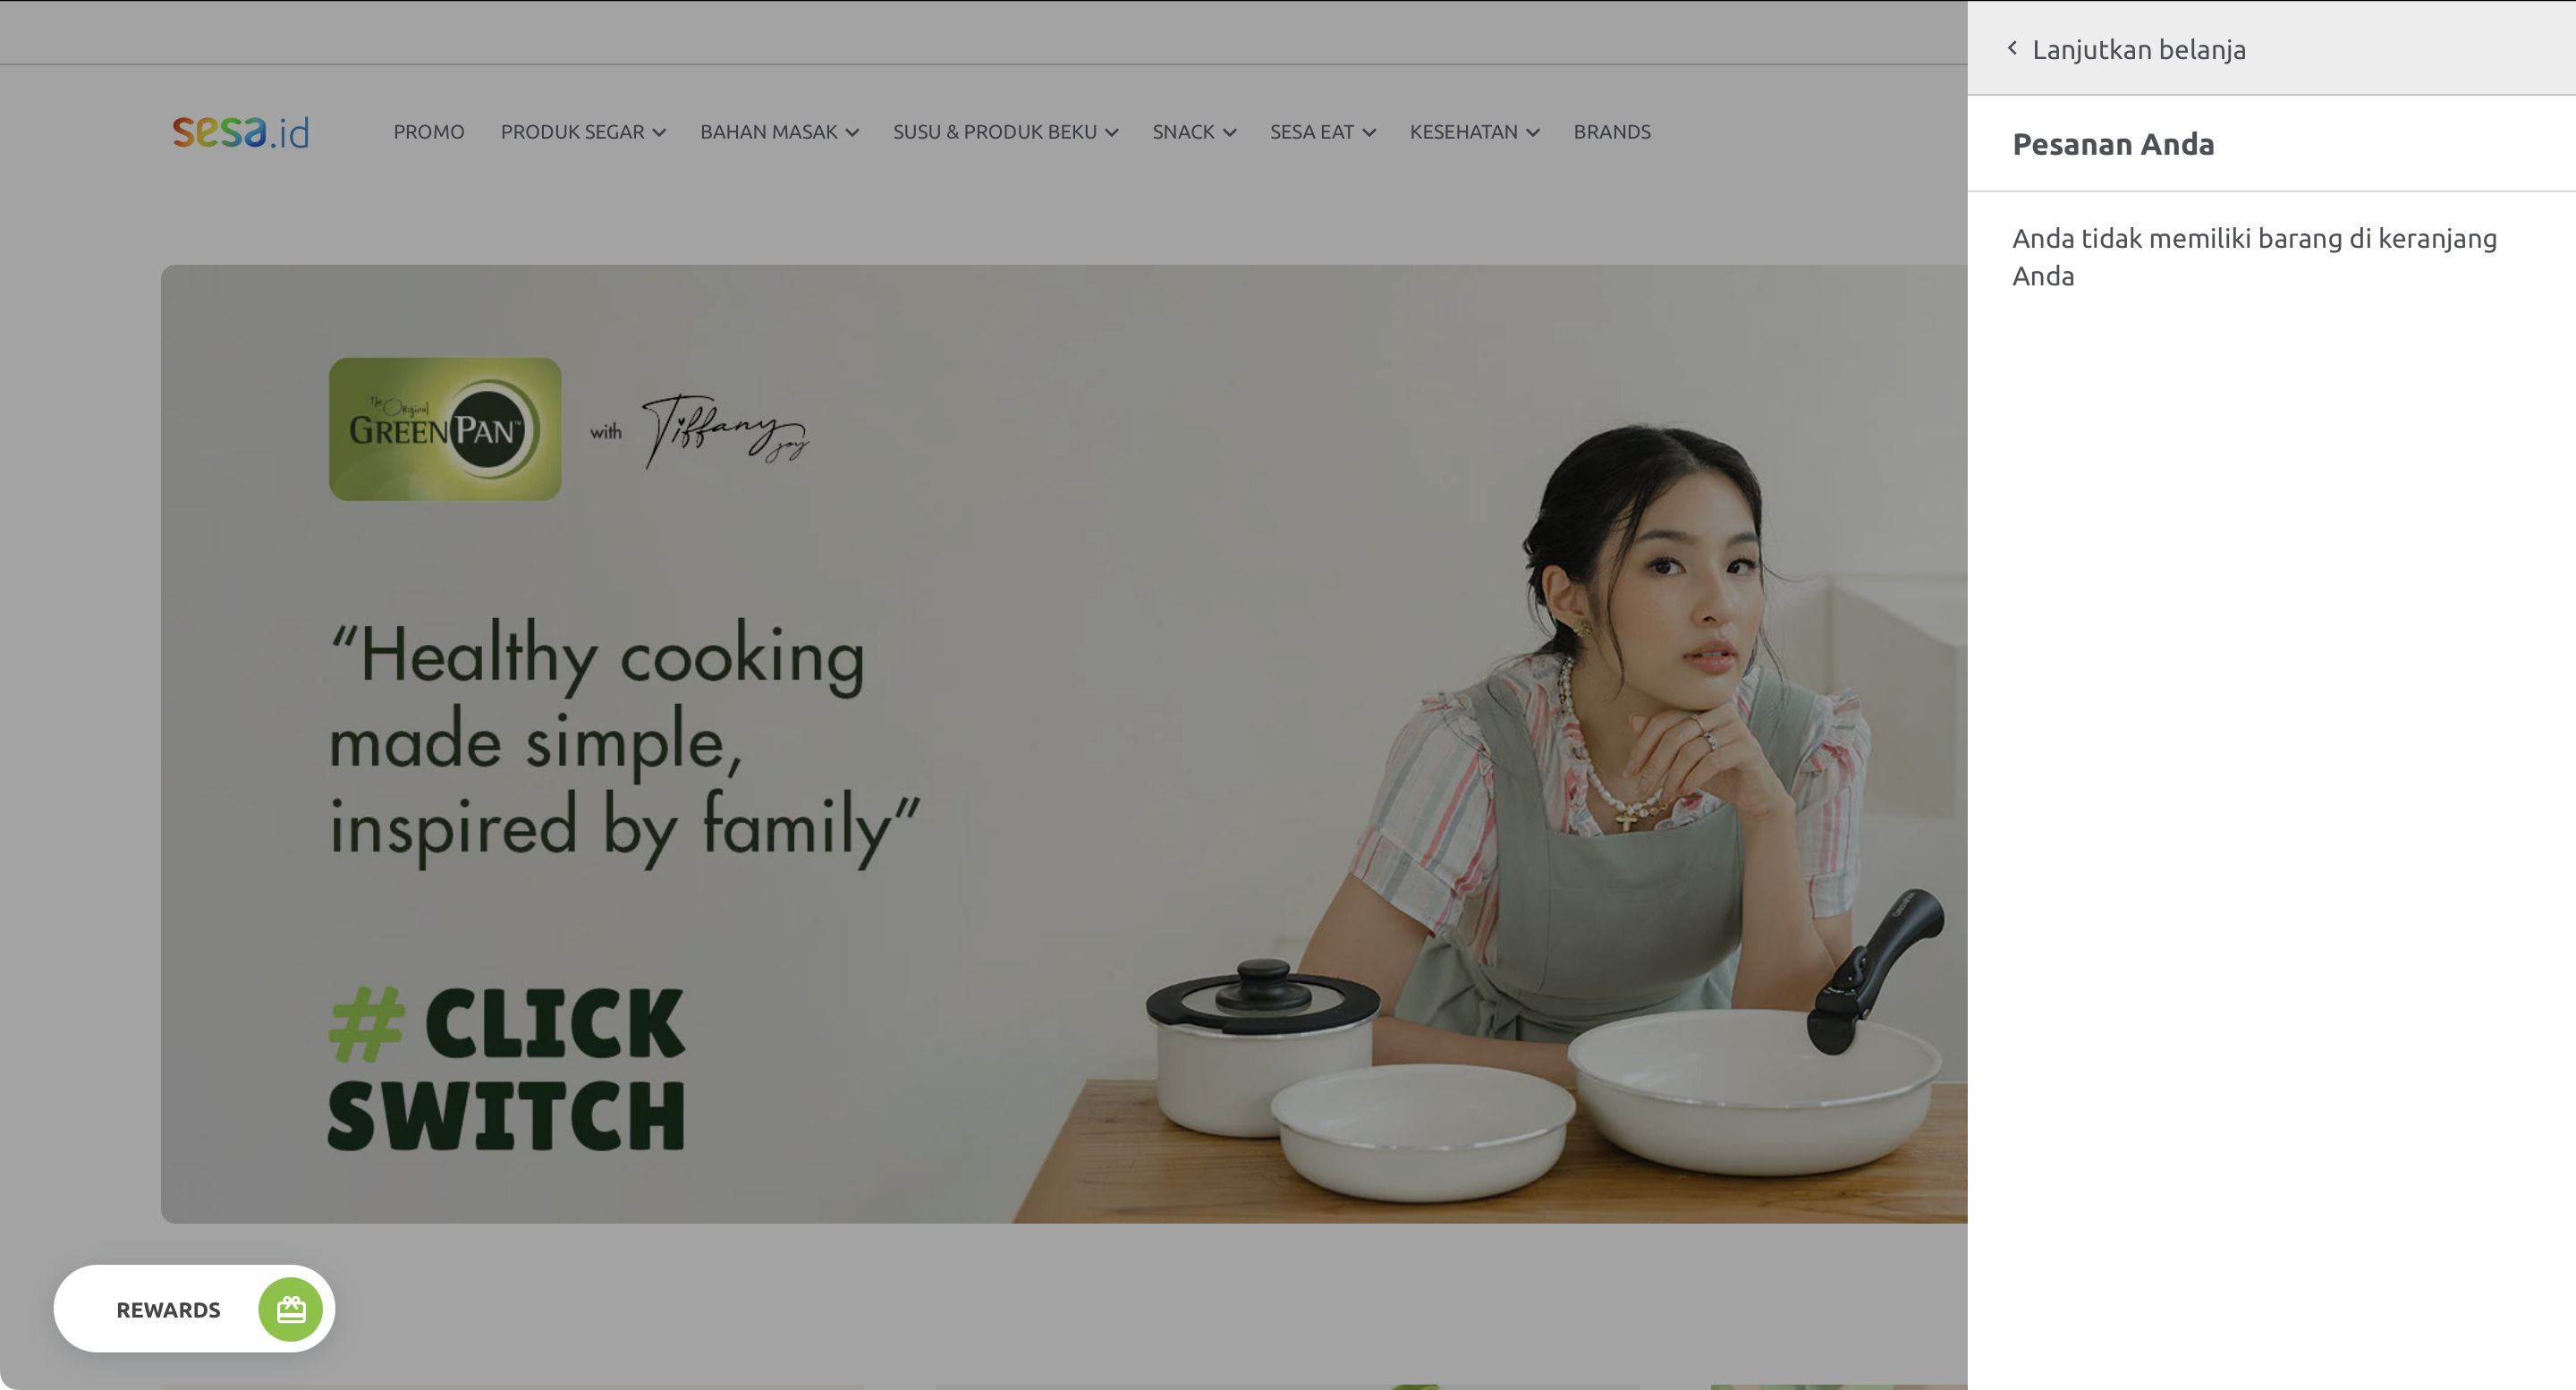 sesa.id
PROMO
PRODUK SEGAR
BAHAN MASAK
SUSU & PRODUK BEKU
SNACK
SESA EAT
KESEHATAN
BRANDS
The Original
GREENPAN™
with
Tiffany
joy
“Healthy cooking
made simple,
inspired by family”
# CLICK
SWITCH
REWARDS
Lanjutkan belanja
Pesanan Anda
Anda tidak memiliki barang di keranjang
Anda